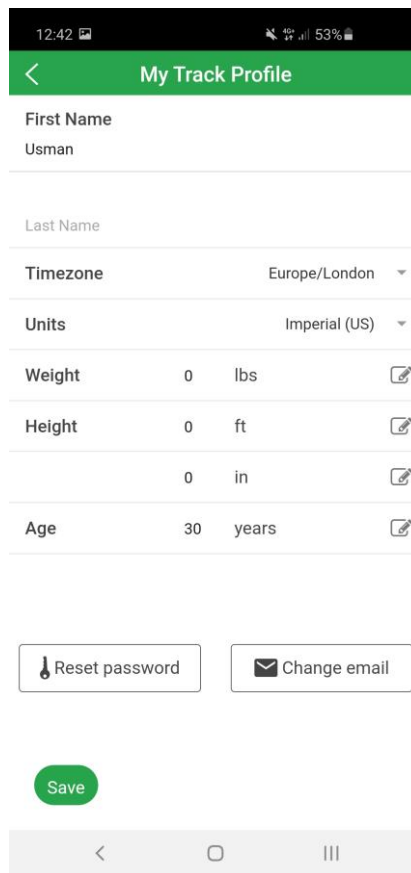 12:42 4G+ 53%
My Track Profile
First Name
Usman
Last Name
Timezone Europe/London
Units Imperial (US)
Weight 0 lbs
Height 0 ft
0 in
Age 30 years
Reset password Change email
Save